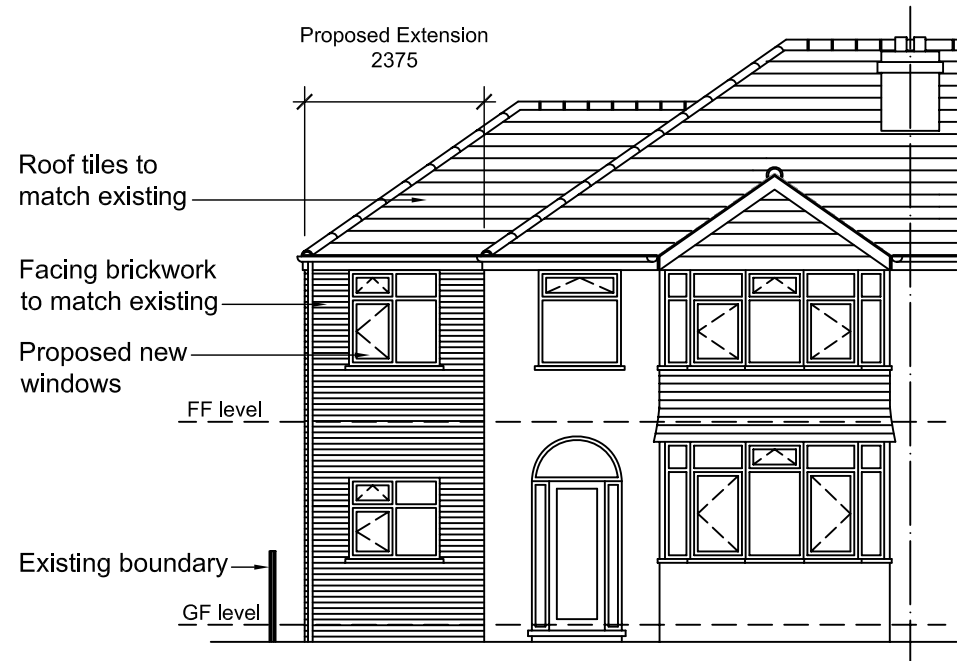 Proposed Extension
2375
Roof tiles to
match existing
Facing brickwork
to match existing
Proposed new
windows
FF level
Existing boundary
GF level